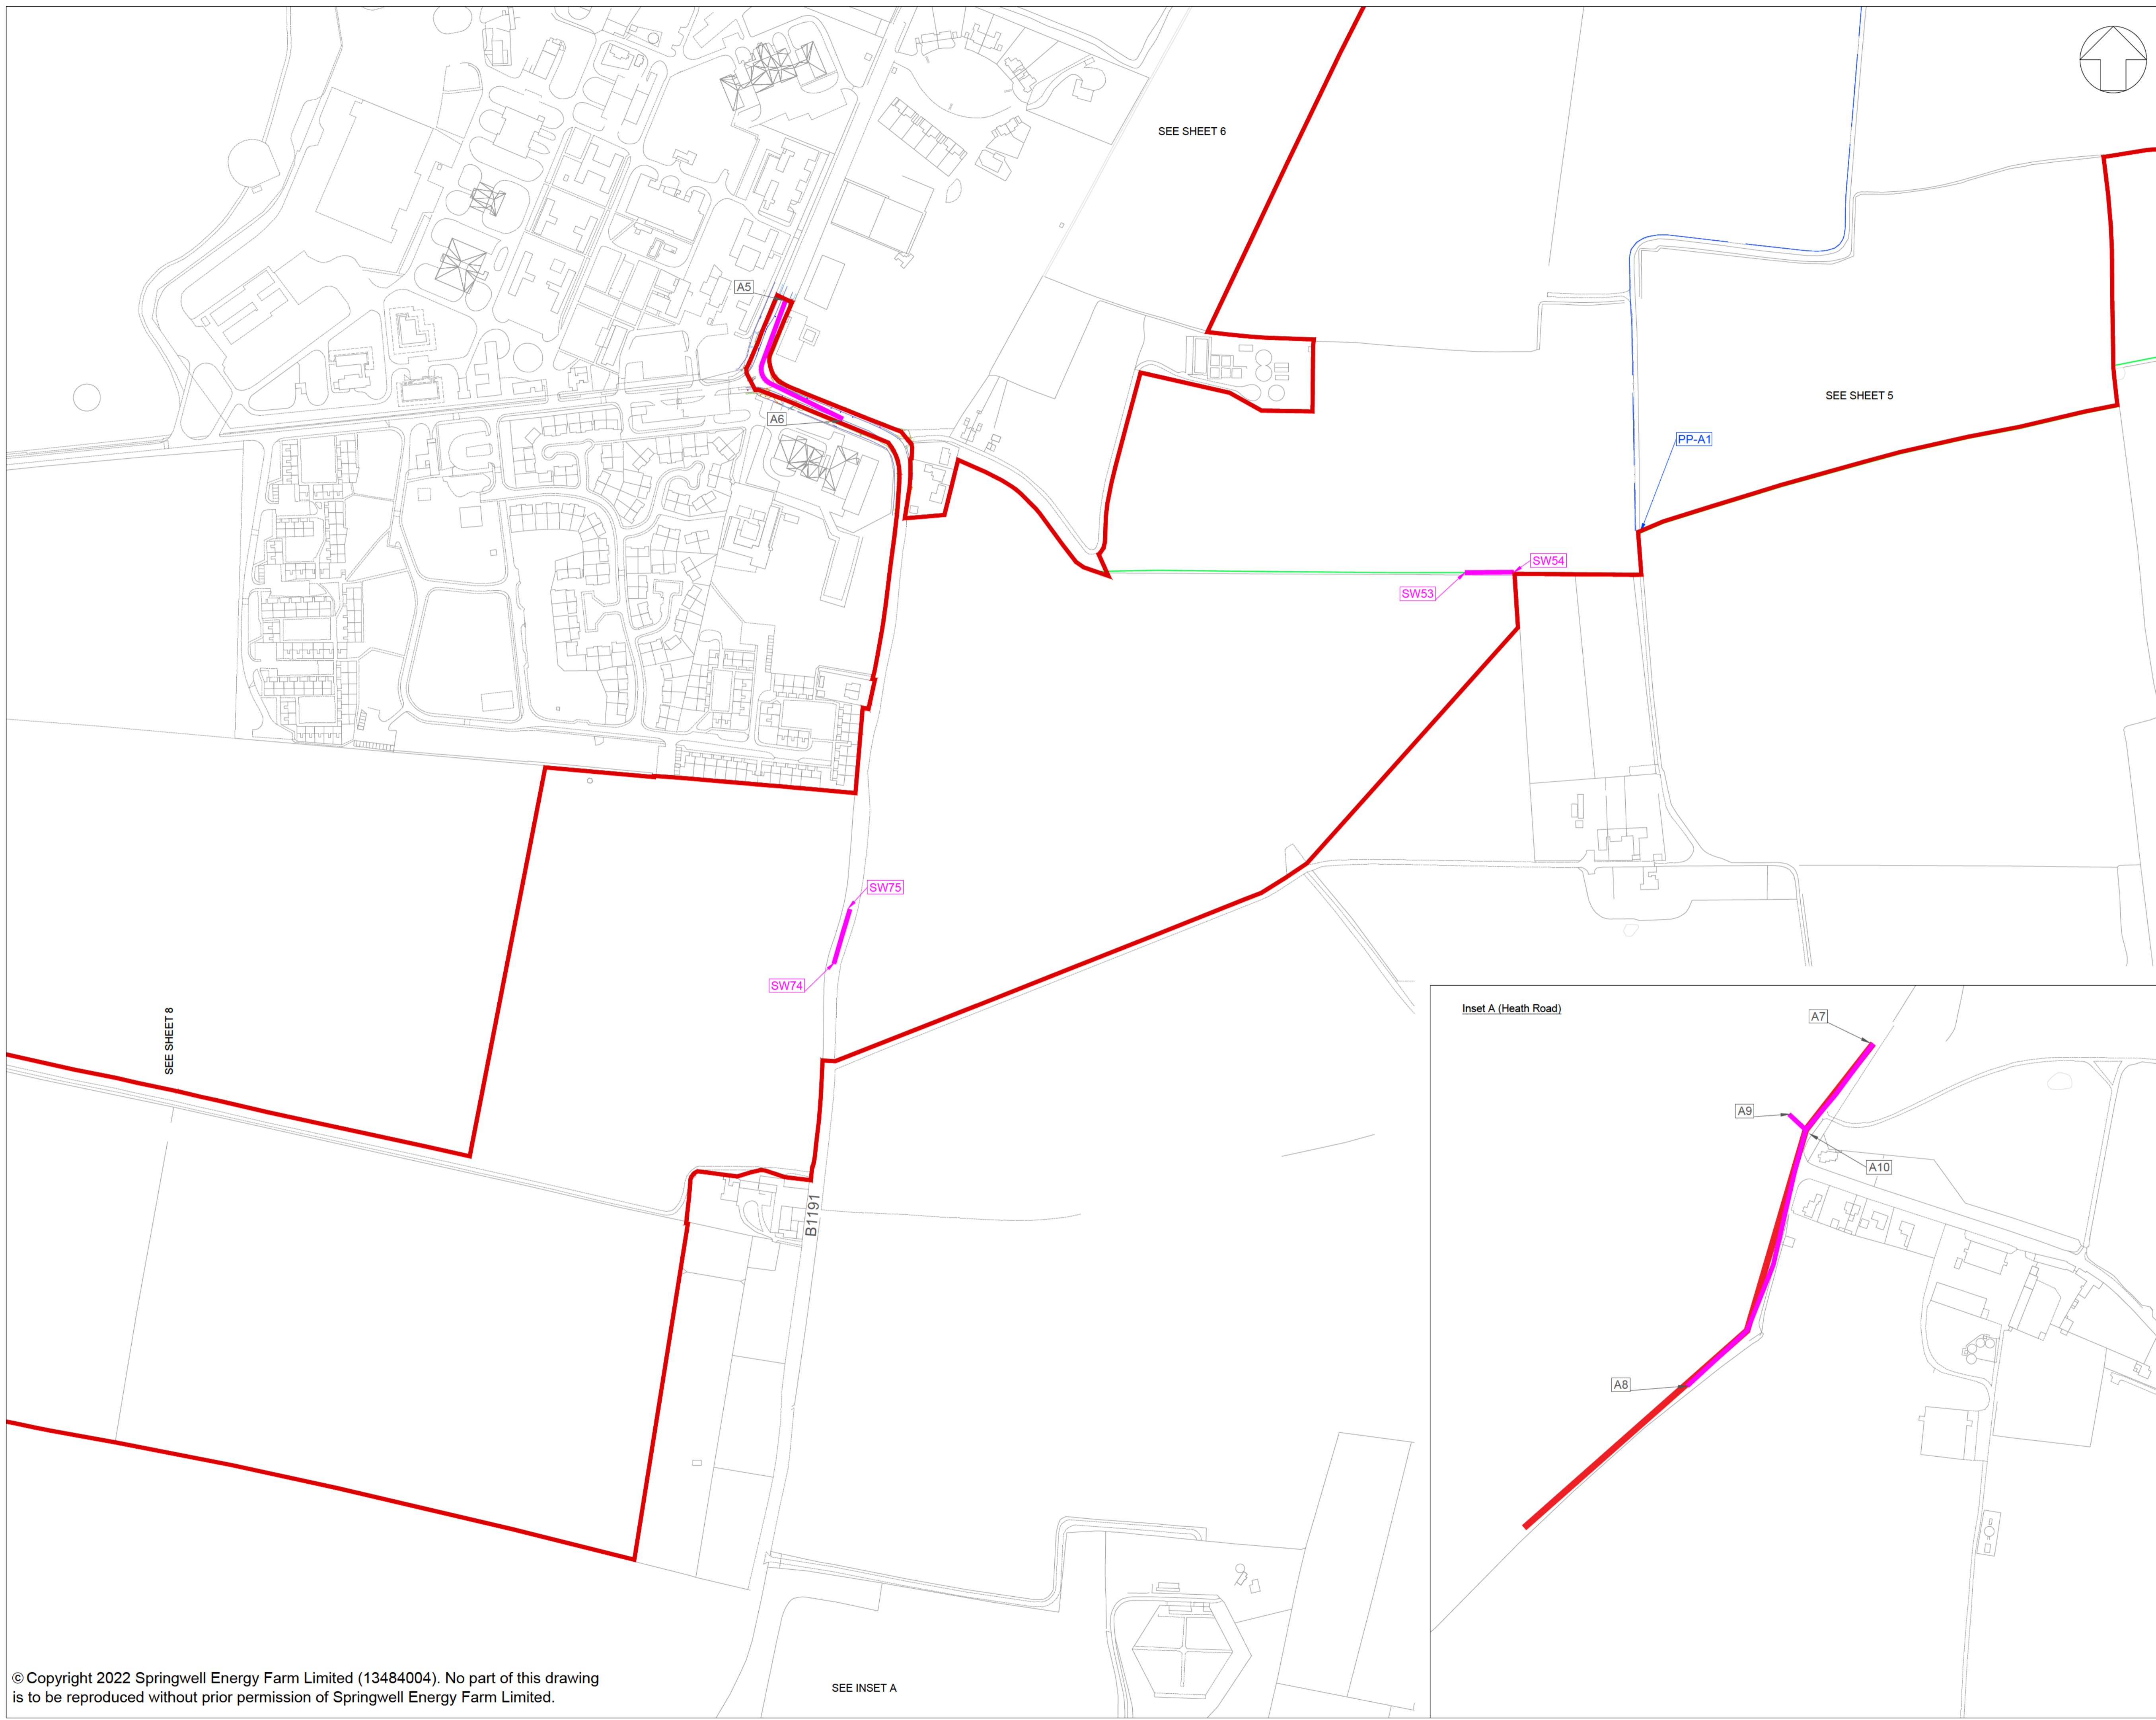 SEE SHEET 6
A5
SEE SHEET 5
A6
PP-A1
SW54
SW53
SW75
SW74
SEE SHEET 8
Inset A (Heath Road)
A7
A9
A10
B1191
A8
© Copyright 2022 Springwell Energy Farm Limited (13484004). No part of this drawing
is to be reproduced without prior permission of Springwell Energy Farm Limited.
SEE INSET A